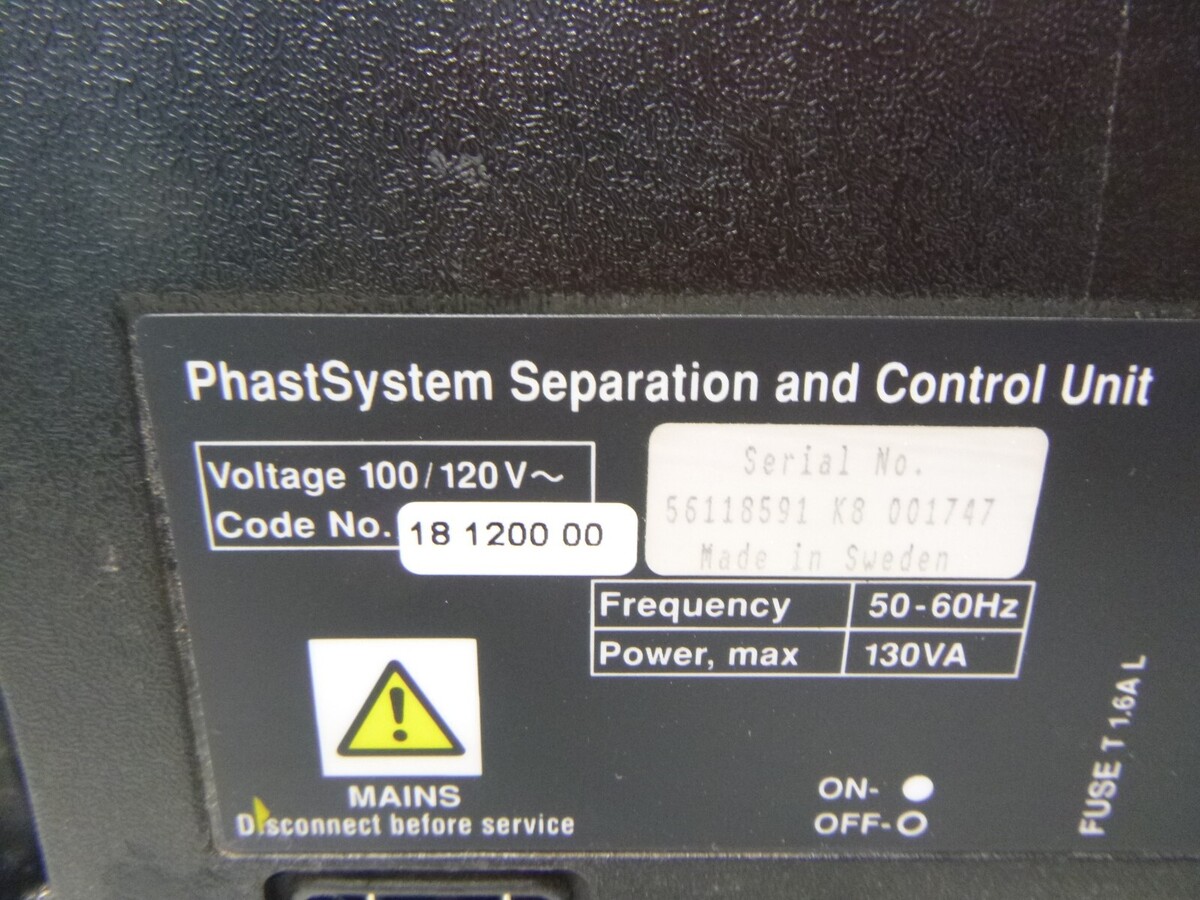 PhastSystem Separation and Control Unit
Voltage 100/120 V~
Code No. 18 1200 00
Serial No.
56118591 K8 001747
Made in Sweden
Frequency 50-60Hz
Power, max 130VA
MAINS
Disconnect before service
ON-
OFF-
FUSE T 1.6A L